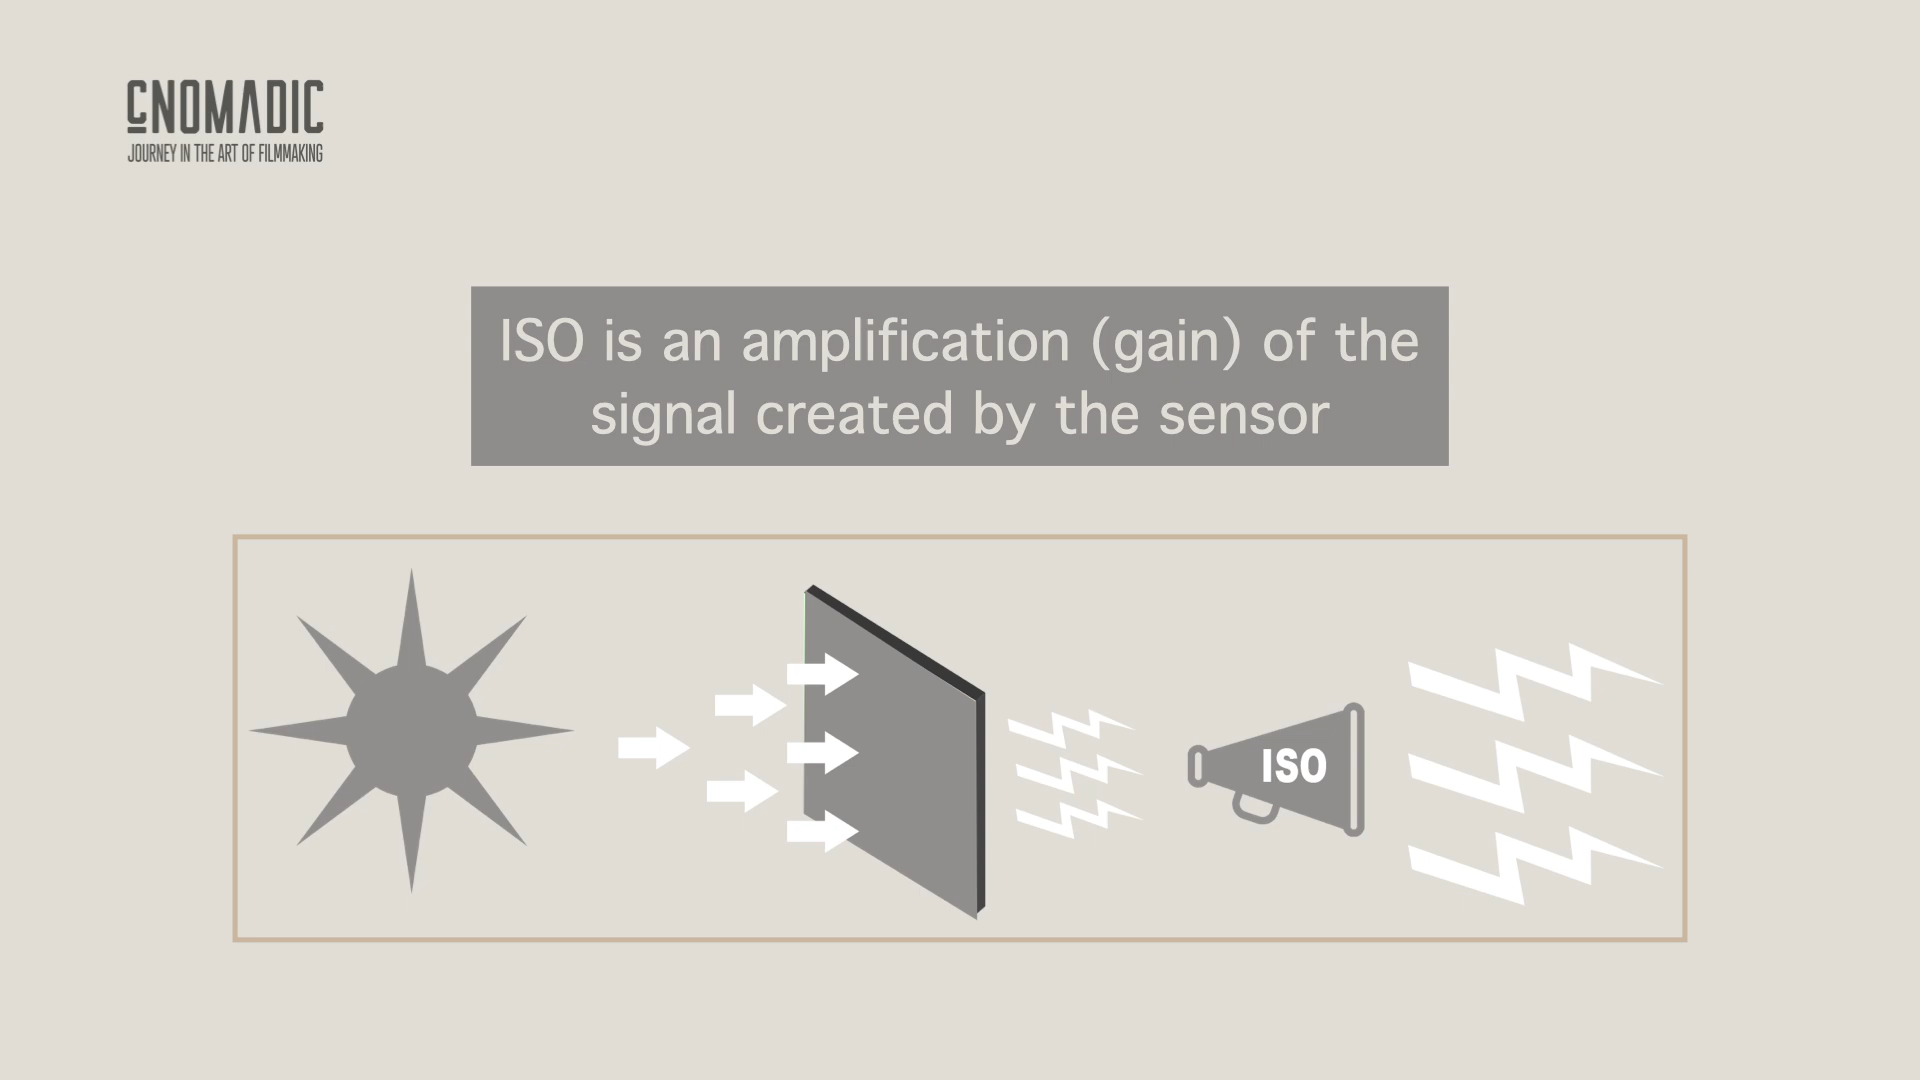 CNOMADIC
JOURNEY IN THE ART OF FILMMAKING
ISO is an amplification (gain) of the
signal created by the sensor
ISO